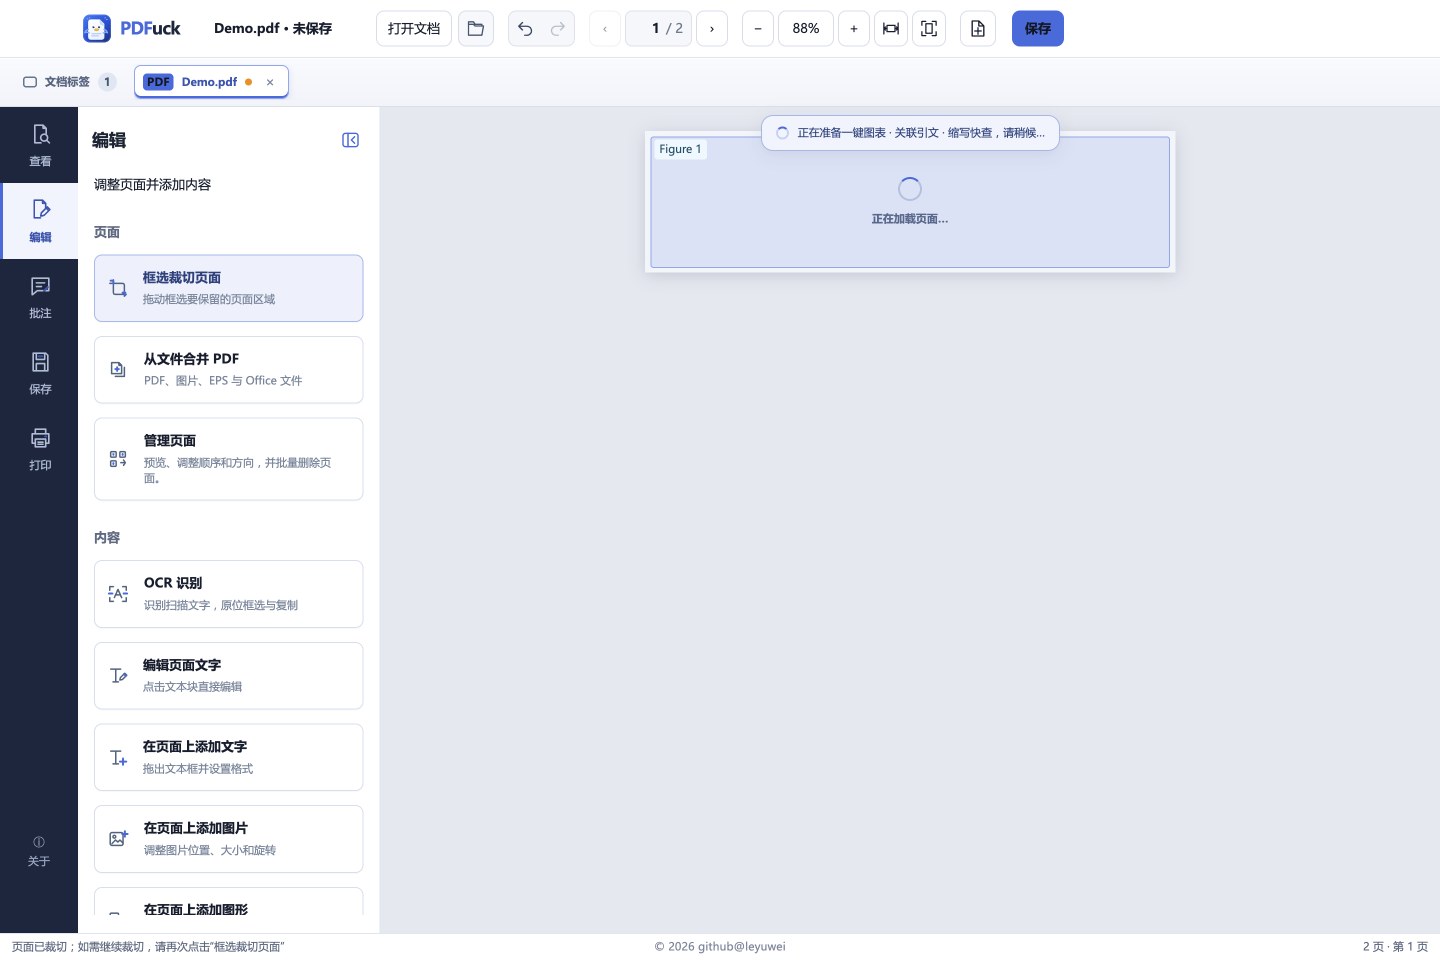 PDFuck
Demo.pdf • 未保存
打开文档
1 / 2
88%
保存
文档标签 1
PDF Demo.pdf
查看
编辑
批注
保存
打印
关于
编辑
调整页面并添加内容
页面
框选裁切页面
拖动框选要保留的页面区域
从文件合并 PDF
PDF、图片、EPS 与 Office 文件
管理页面
预览、调整顺序和方向，并批量删除页
面。
内容
OCR 识别
识别扫描文字，原位框选与复制
编辑页面文字
点击文本块直接编辑
在页面上添加文字
拖出文本框并设置格式
在页面上添加图片
调整图片位置、大小和旋转
在页面上添加图形
正在准备一键图表 · 关联引文 · 缩写快查，请稍候...
Figure 1
正在加载页面...
页面已裁切；如需继续裁切，请再次点击“框选裁切页面”
© 2026 github@leyuwei
2 页 · 第 1 页